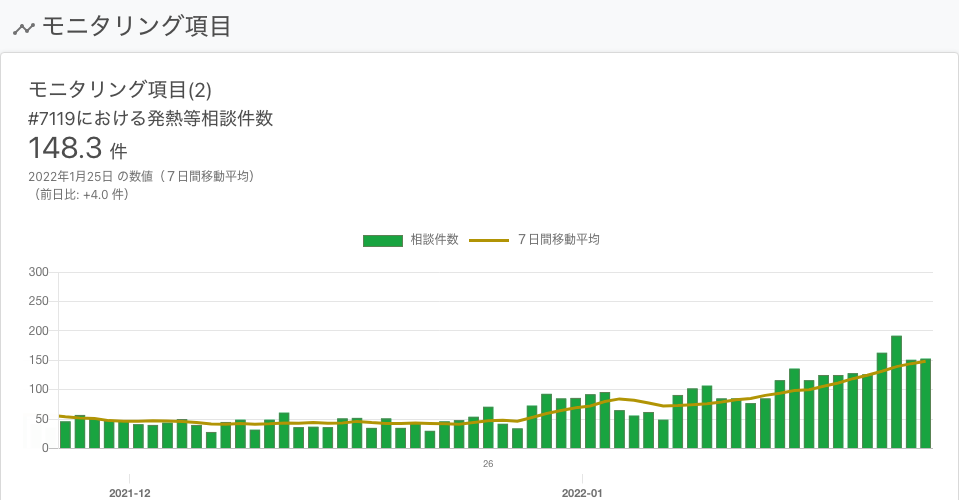 モニタリング項目
モニタリング項目(2)
#7119における発熱等相談件数
148.3 件
2022年1月25日 の数値（７日間移動平均）
（前日比: +4.0 件）
相談件数 ７日間移動平均
300
250
200
150
100
50
0
26
2021-12 2022-01